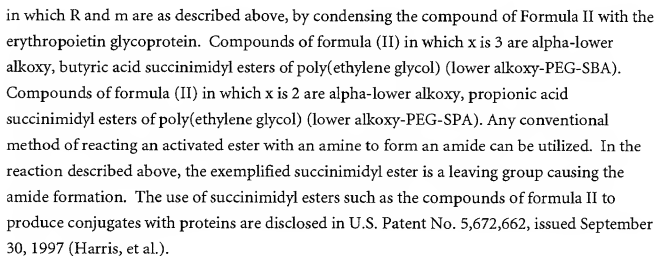 in which R and m are as described above, by condensing the compound of Formula II with the
erythropoietin glycoprotein. Compounds of formula (II) in which x is 3 are alpha-lower
alkoxy, butyric acid succinimidyl esters of poly(ethylene glycol) (lower alkoxy-PEG-SBA).
Compounds of formula (II) in which x is 2 are alpha-lower alkoxy, propionic acid
succinimidyl esters of poly(ethylene glycol) (lower alkoxy-PEG-SPA). Any conventional
method of reacting an activated ester with an amine to form an amide can be utilized. In the
reaction described above, the exemplified succinimidyl ester is a leaving group causing the
amide formation. The use of succinimidyl esters such as the compounds of formula II to
produce conjugates with proteins are disclosed in U.S. Patent No. 5,672,662, issued September
30, 1997 (Harris, et al.).